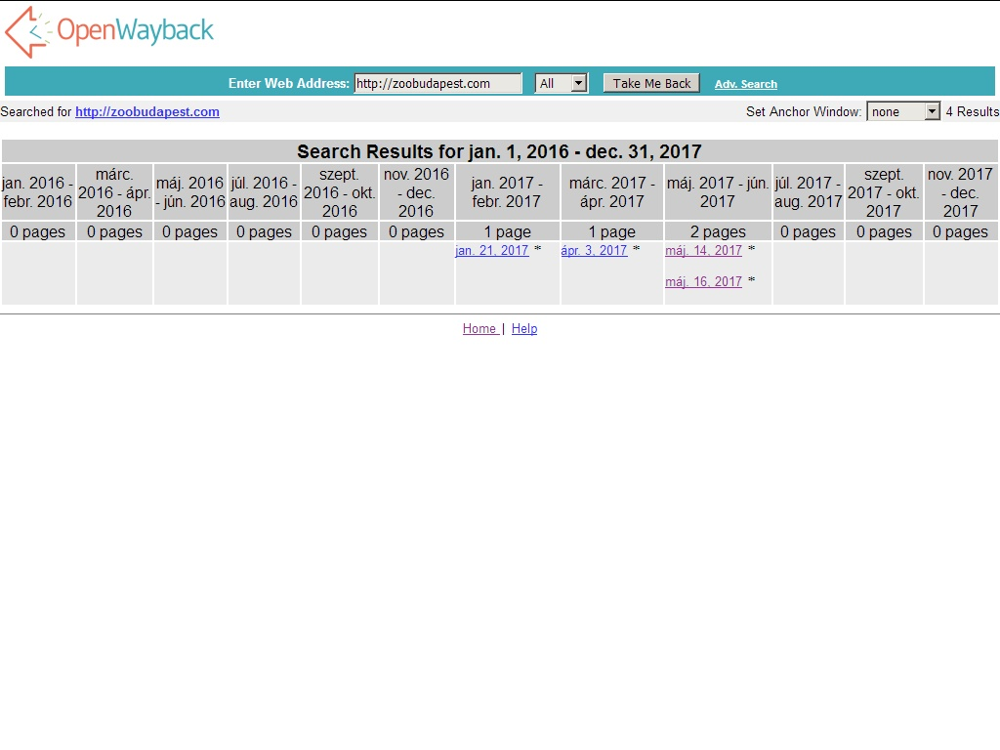 OpenWayback
Enter Web Address: http://zoobudapest.com All Take Me Back Adv. Search
Searched for http://zoobudapest.com Set Anchor Window: none 4 Results
Search Results for jan. 1, 2016 - dec. 31, 2017
jan. 2016 - febr. 2016 márc. 2016 - ápr. 2016 máj. 2016 - jún. 2016 júl. 2016 - aug. 2016 szept. 2016 - okt. 2016 nov. 2016 - dec. 2016 jan. 2017 - febr. 2017 márc. 2017 - ápr. 2017 máj. 2017 - jún. 2017 júl. 2017 - aug. 2017 szept. 2017 - okt. 2017 nov. 2017 - dec. 2017
0 pages 0 pages 0 pages 0 pages 0 pages 0 pages 1 page 1 page 2 pages 0 pages 0 pages 0 pages
jan. 21, 2017 * ápr. 3, 2017 * máj. 14, 2017 *
máj. 16, 2017 *
Home | Help